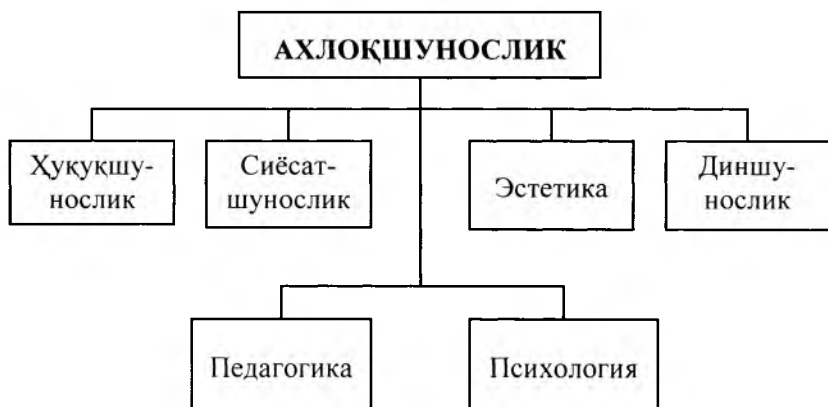 АХЛОҚШУНОСЛИК
Ҳуқуқшу-
нослик
Сиёсат-
шунослик
Эстетика
Диншу-
нослик
Педагогика
Психология